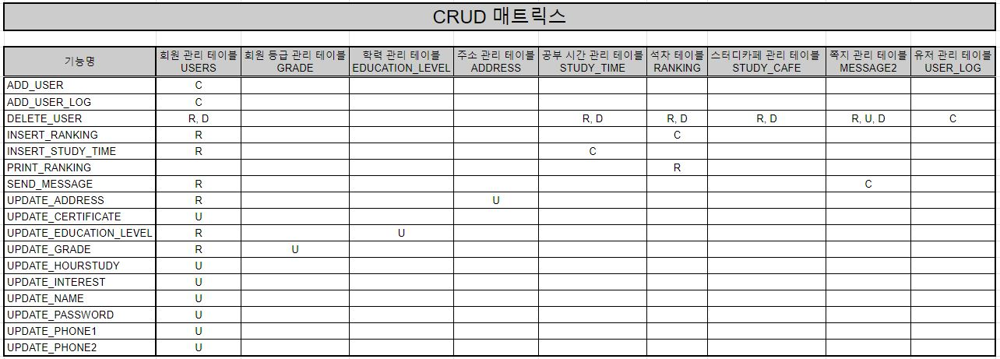 CRUD 매트릭스
기능명 회원 관리 테이블 회원 등급 관리 테이블 학력 관리 테이블 주소 관리 테이블 공부 시간 관리 테이블 석차 테이블 스터디카페 관리 테이블 쪽지 관리 테이블 유저 관리 테이블
USERS GRADE EDUCATION_LEVEL ADDRESS STUDY_TIME RANKING STUDY_CAFE MESSAGE2 USER_LOG
ADD_USER C
ADD_USER_LOG C
DELETE_USER R, D R, D R, D R, D R, U, D C
INSERT_RANKING R C
INSERT_STUDY_TIME R C
PRINT_RANKING R
SEND_MESSAGE R C
UPDATE_ADDRESS R U
UPDATE_CERTIFICATE U
UPDATE_EDUCATION_LEVEL R U
UPDATE_GRADE R U
UPDATE_HOURSTUDY U
UPDATE_INTEREST U
UPDATE_NAME U
UPDATE_PASSWORD U
UPDATE_PHONE1 U
UPDATE_PHONE2 U